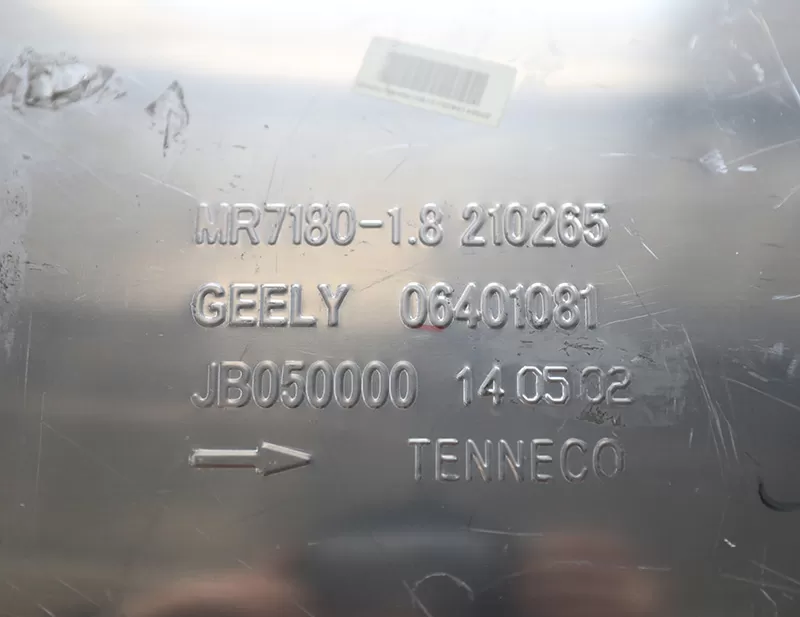 MR7180-1.8 210265
GEELY 06401081
JB050000 14.05.02
TENNECO